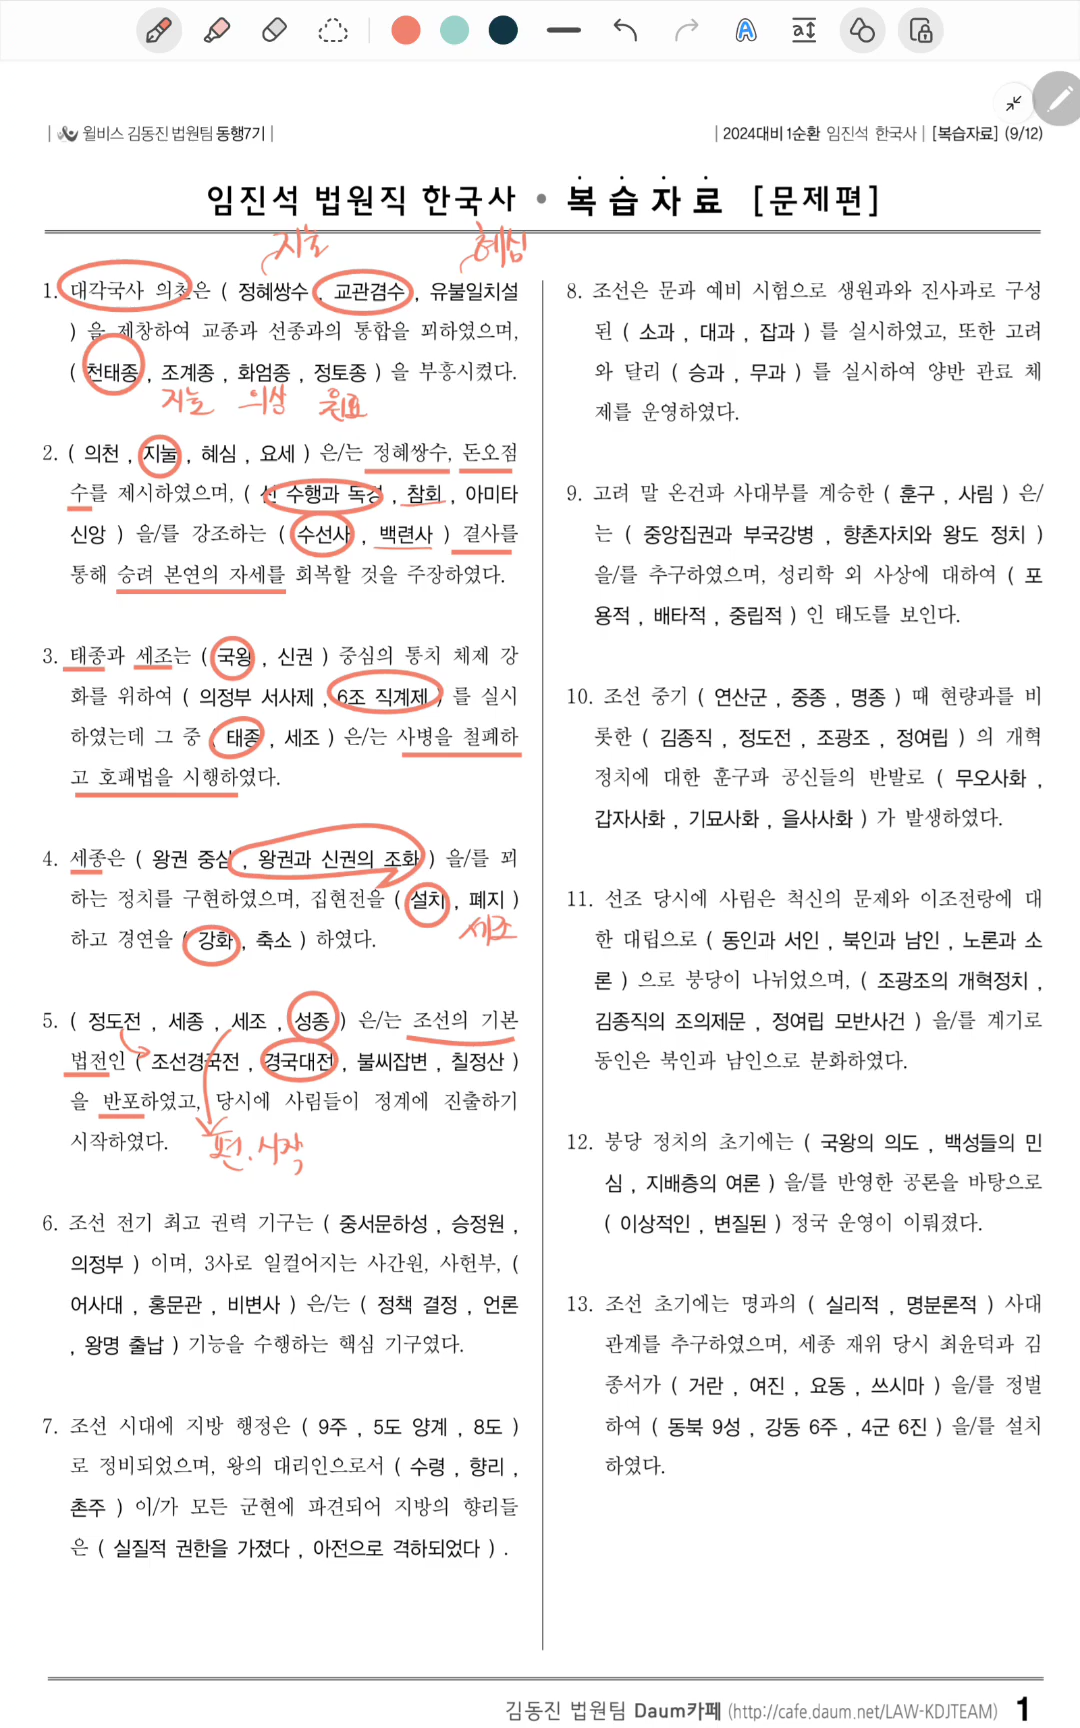 | 윌비스 김동진 법원팀 동행7기 |
| 2024대비 1순환 임진석 한국사 | [복습자료] (9/12)
임진석 법원직 한국사 • 복습자료 [문제편]
지눌
혜심
1. 대각국사 의천은 ( 정혜쌍수 , 교관겸수 , 유불일치설
) 을 제창하여 교종과 선종과의 통합을 꾀하였으며,
( 천태종 , 조계종 , 화엄종 , 정토종 ) 을 부흥시켰다.
지눌 의상 원효
2. ( 의천 , 지눌 , 혜심 , 요세 ) 은/는 정혜쌍수, 돈오점
수를 제시하였으며, ( 선 수행과 독경 , 참회 , 아미타
신앙 ) 을/를 강조하는 ( 수선사 , 백련사 ) 결사를
통해 승려 본연의 자세를 회복할 것을 주장하였다.
3. 태종과 세조는 ( 국왕 , 신권 ) 중심의 통치 체제 강
화를 위하여 ( 의정부 서사제 , 6조 직계제 ) 를 실시
하였는데 그 중 ( 태종 , 세조 ) 은/는 사병을 철폐하
고 호패법을 시행하였다.
4. 세종은 ( 왕권 중심 , 왕권과 신권의 조화 ) 을/를 꾀
하는 정치를 구현하였으며, 집현전을 ( 설치 , 폐지 )
하고 경연을 ( 강화 , 축소 ) 하였다.
세조
5. ( 정도전 , 세종 , 세조 , 성종 ) 은/는 조선의 기본
법전인 ( 조선경국전 , 경국대전 , 불씨잡변 , 칠정산 )
을 반포하였고, 당시에 사림들이 정계에 진출하기
시작하였다.
편. 시작
6. 조선 전기 최고 권력 기구는 ( 중서문하성 , 승정원 ,
의정부 ) 이며, 3사로 일컬어지는 사간원, 사헌부, (
어사대 , 홍문관 , 비변사 ) 은/는 ( 정책 결정 , 언론
, 왕명 출납 ) 기능을 수행하는 핵심 기구였다.
7. 조선 시대에 지방 행정은 ( 9주 , 5도 양계 , 8도 )
로 정비되었으며, 왕의 대리인으로서 ( 수령 , 향리 ,
촌주 ) 이/가 모든 군현에 파견되어 지방의 향리들
은 ( 실질적 권한을 가졌다 , 아전으로 격하되었다 ) .
8. 조선은 문과 예비 시험으로 생원과와 진사과로 구성
된 ( 소과 , 대과 , 잡과 ) 를 실시하였고, 또한 고려
와 달리 ( 승과 , 무과 ) 를 실시하여 양반 관료 체
제를 운영하였다.
9. 고려 말 온건파 사대부를 계승한 ( 훈구 , 사림 ) 은/
는 ( 중앙집권과 부국강병 , 향촌자치와 왕도 정치 )
을/를 추구하였으며, 성리학 외 사상에 대하여 ( 포
용적 , 배타적 , 중립적 ) 인 태도를 보인다.
10. 조선 중기 ( 연산군 , 중종 , 명종 ) 때 현량과를 비
롯한 ( 김종직 , 정도전 , 조광조 , 정여립 ) 의 개혁
정치에 대한 훈구파 공신들의 반발로 ( 무오사화 ,
갑자사화 , 기묘사화 , 을사사화 ) 가 발생하였다.
11. 선조 당시에 사림은 척신의 문제와 이조전랑에 대
한 대립으로 ( 동인과 서인 , 북인과 남인 , 노론과 소
론 ) 으로 붕당이 나뉘었으며, ( 조광조의 개혁정치 ,
김종직의 조의제문 , 정여립 모반사건 ) 을/를 계기로
동인은 북인과 남인으로 분화하였다.
12. 붕당 정치의 초기에는 ( 국왕의 의도 , 백성들의 민
심 , 지배층의 여론 ) 을/를 반영한 공론을 바탕으로
( 이상적인 , 변질된 ) 정국 운영이 이뤄졌다.
13. 조선 초기에는 명과의 ( 실리적 , 명분론적 ) 사대
관계를 추구하였으며, 세종 재위 당시 최윤덕과 김
종서가 ( 거란 , 여진 , 요동 , 쓰시마 ) 을/를 정벌
하여 ( 동북 9성 , 강동 6주 , 4군 6진 ) 을/를 설치
하였다.
김동진 법원팀 Daum카페 (http://cafe.daum.net/LAW-KDJTEAM) 1